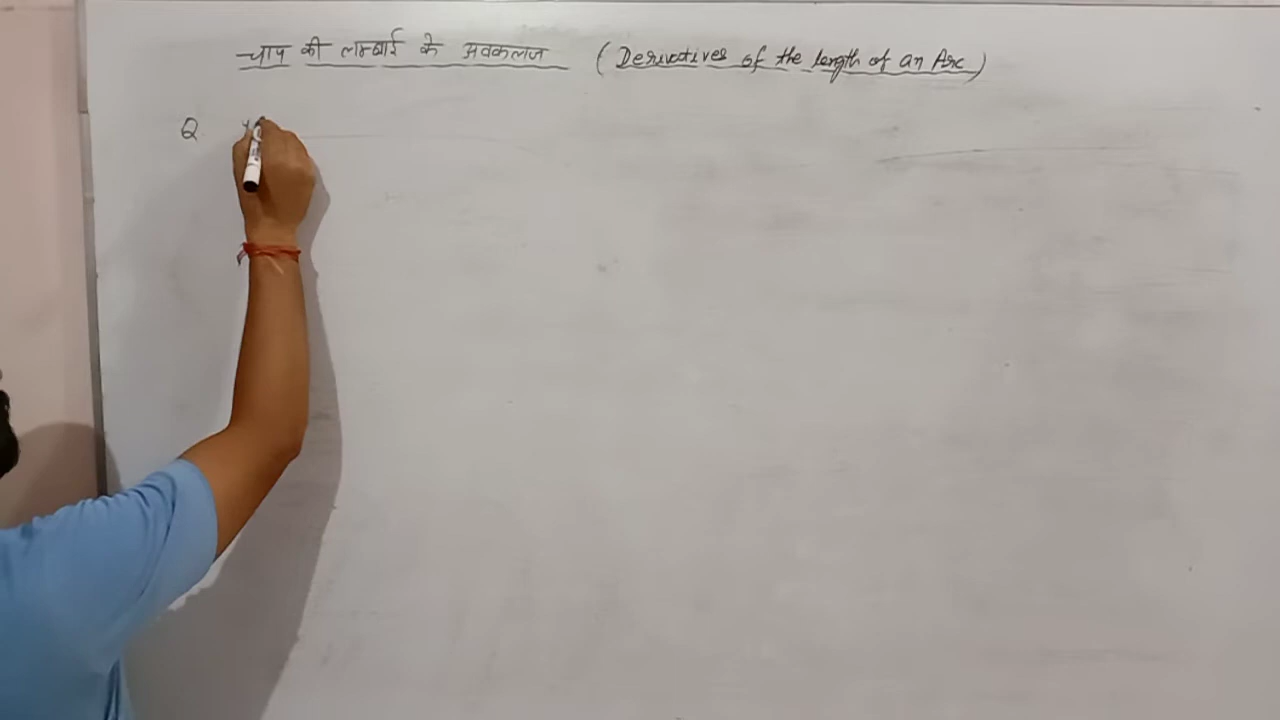 चाप की लम्बाई के अवकलज (Derivatives of the length of an Arc)
Q.